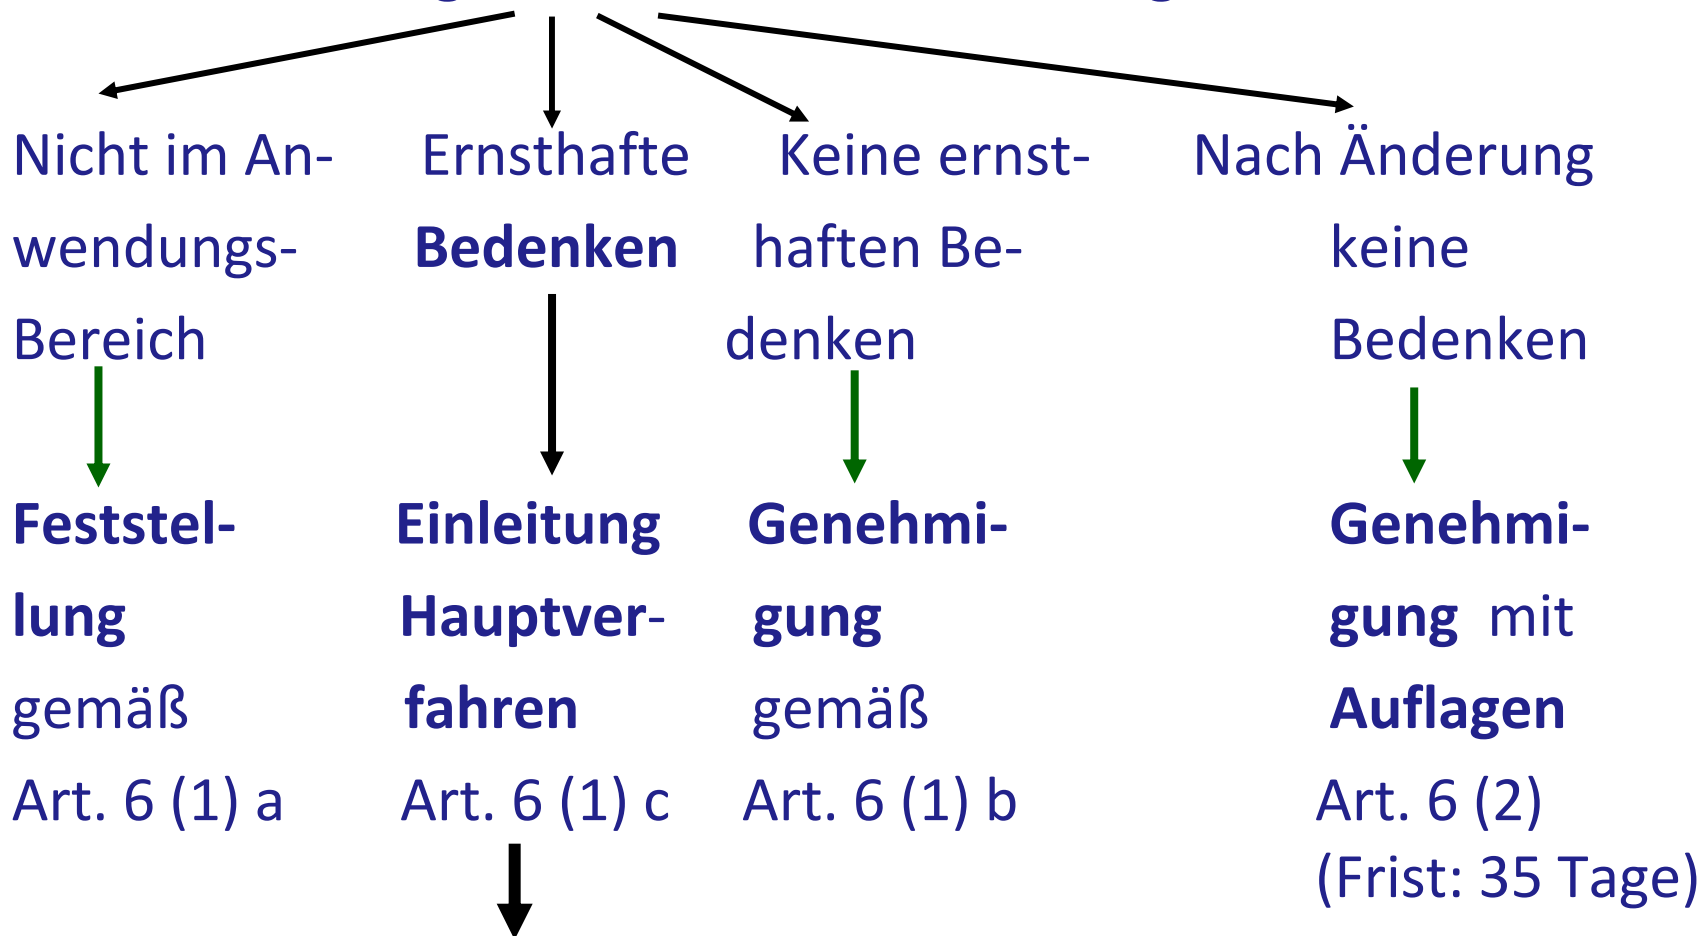 Nicht im An-
wendungs-
Bereich
Feststel-
lung
gemäß
Art. 6 (1) a
Ernsthafte
Bedenken
Einleitung
Hauptver-
fahren
Art. 6 (1) c
Keine ernst-
haften Be-
denken
Genehmi-
gung
gemäß
Art. 6 (1) b
Nach Änderung
keine
Bedenken
Genehmi-
gung mit
Auflagen
Art. 6 (2)
(Frist: 35 Tage)